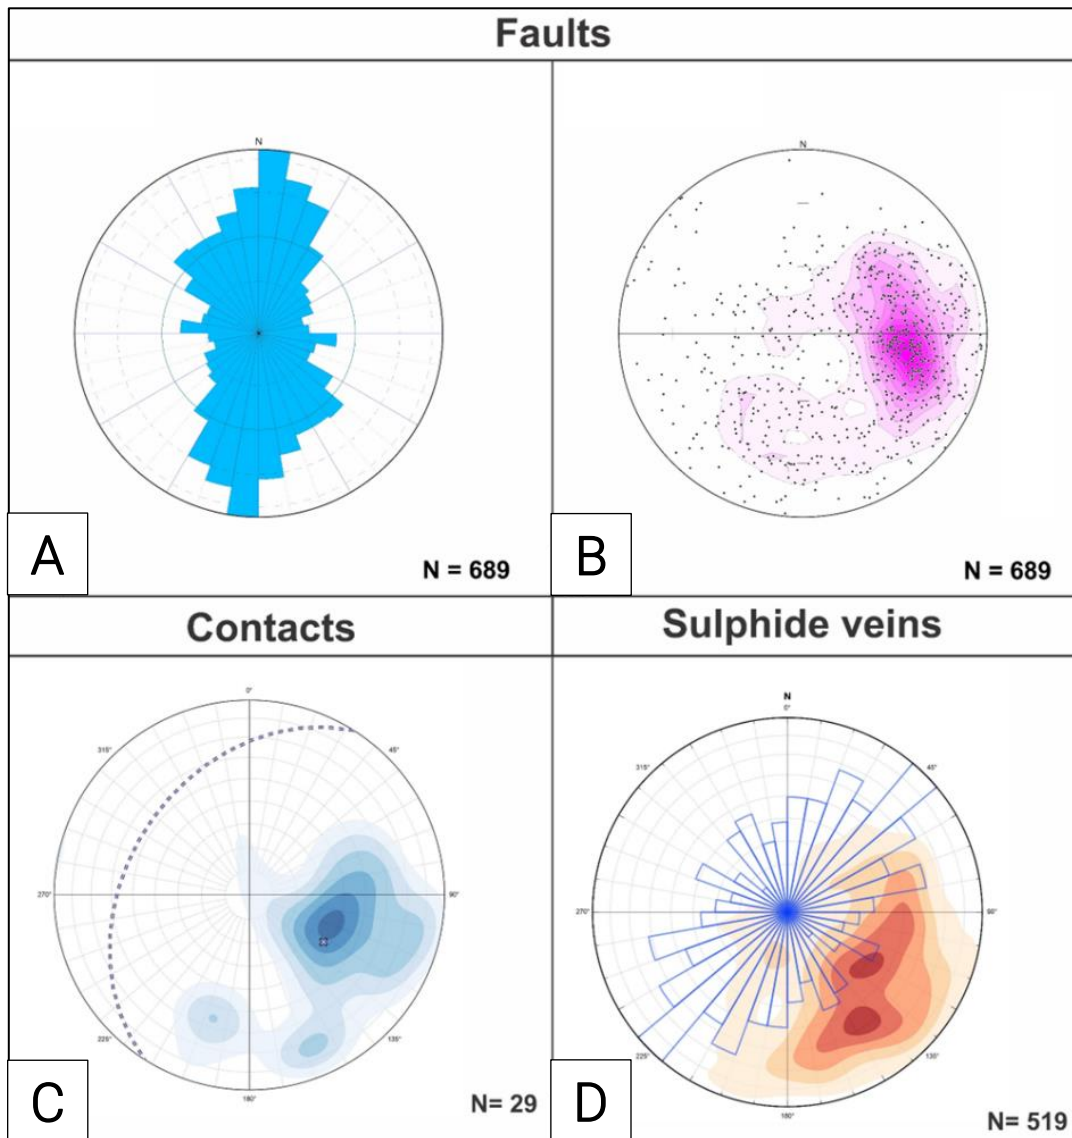 Faults
N
N
A
N = 689
B
N = 689
Contacts
Sulphide veins
0°
315°
45°
270°
90°
225°
135°
180°
C
N= 29
N
0°
315°
45°
270°
90°
225°
135°
180°
D
N= 519